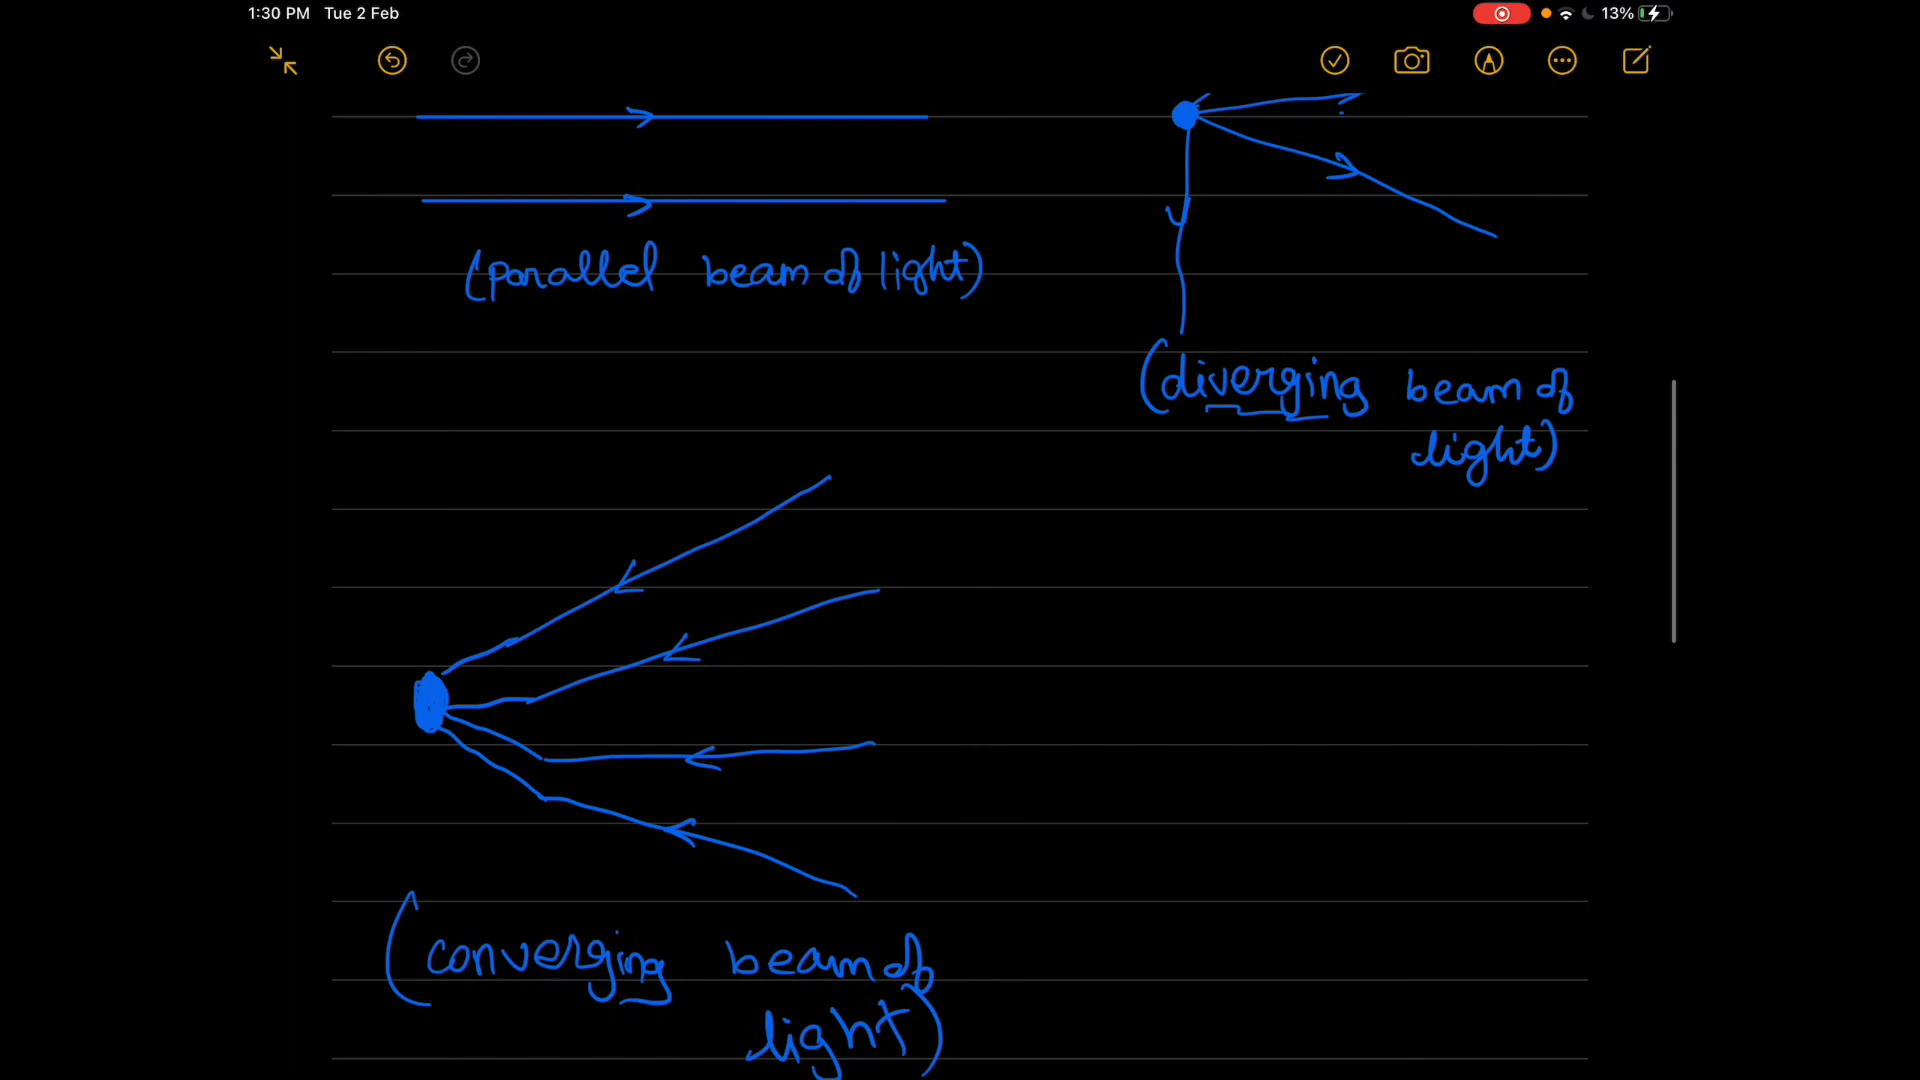 1:30 PM Tue 2 Feb
13%
(parallel beam of light)
(diverging beam of
light)
(converging beam of
light)